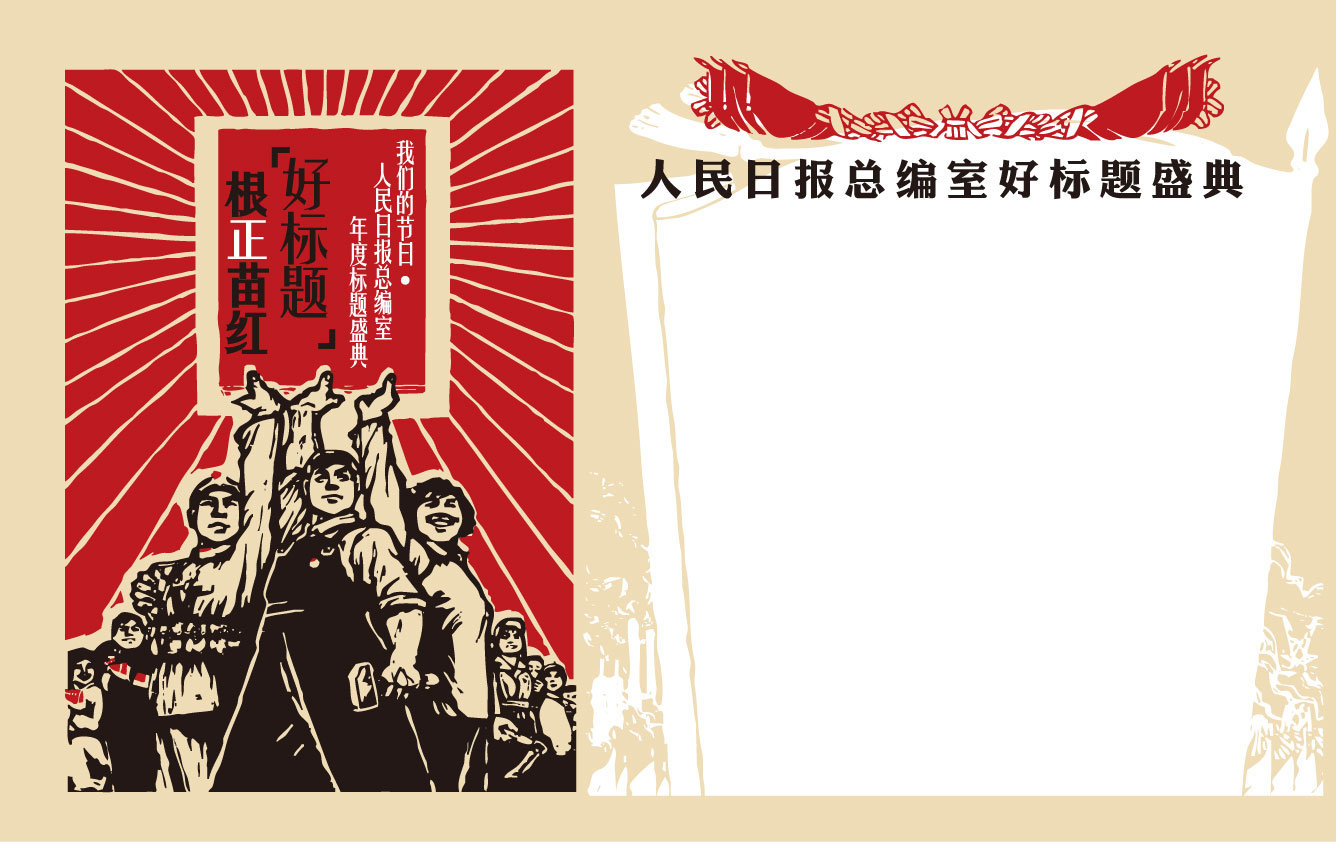 我们的节日·
人民日报总编室
年度标题盛典
「好标题」
根正苗红
人民日报总编室好标题盛典